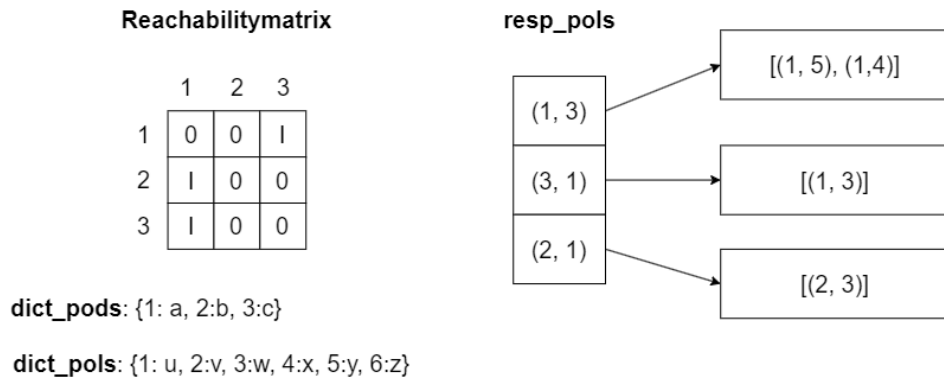 Reachabilitymatrix
1 2 3
1 0 0 I
2 I 0 0
3 I 0 0
dict_pods: {1: a, 2:b, 3:c}
dict_pols: {1: u, 2:v, 3:w, 4:x, 5:y, 6:z}
resp_pols
(1, 3)
[(1, 5), (1,4)]
(3, 1)
[(1, 3)]
(2, 1)
[(2, 3)]